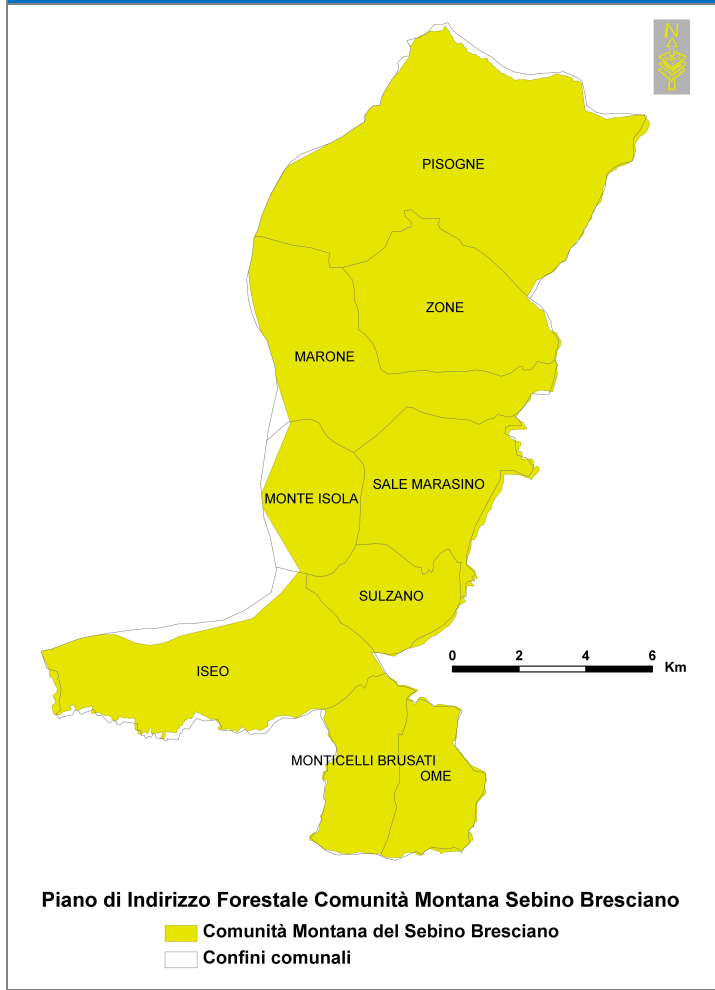 N
PISOGNE
ZONE
MARONE
SALE MARASINO
MONTE ISOLA
SULZANO
0 2 4 6
Km
ISEO
MONTICELLI BRUSATI
OME
Piano di Indirizzo Forestale Comunità Montana Sebino Bresciano
Comunità Montana del Sebino Bresciano
Confini comunali